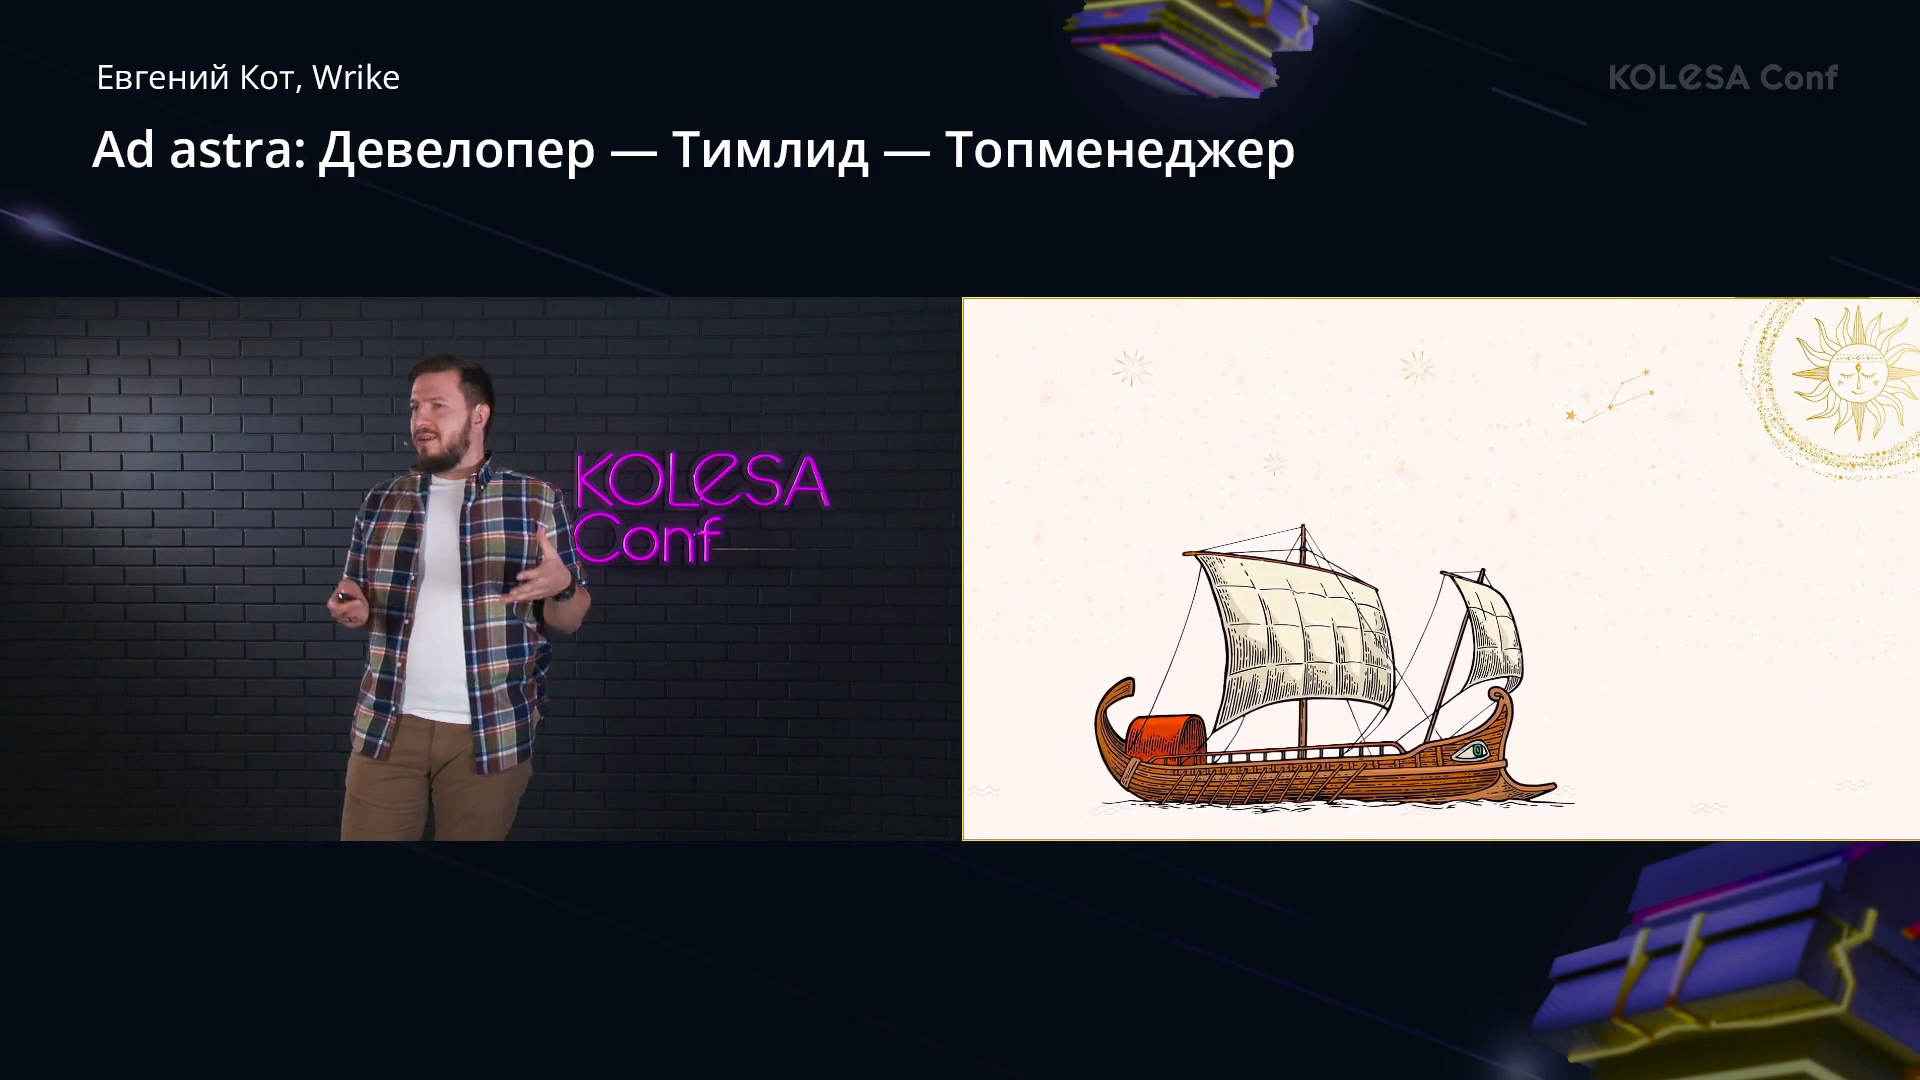 Евгений Кот, Wrike
KOLESA Conf
Ad astra: Девелопер — Тимлид — Топменеджер
KOLESA
Conf